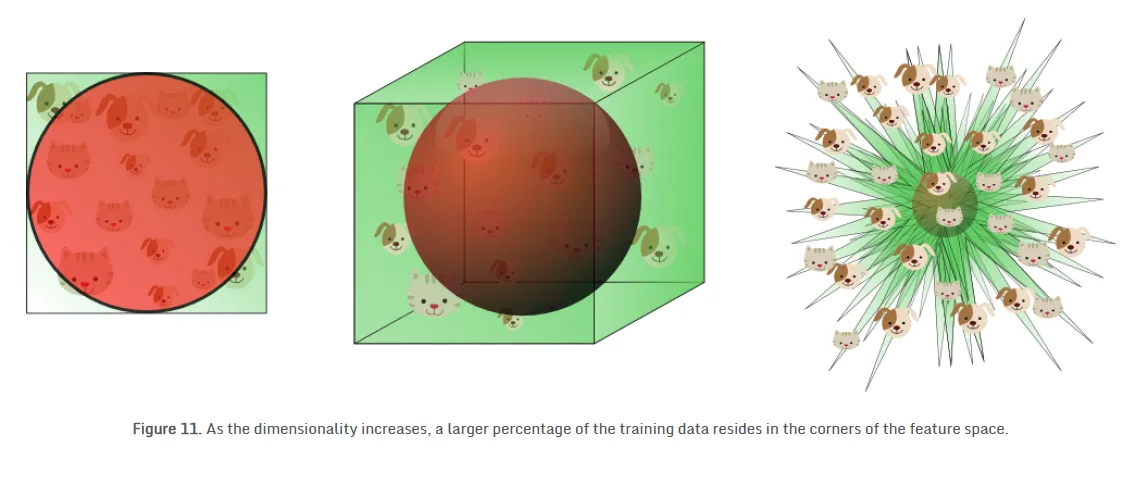 Figure 11. As the dimensionality increases, a larger percentage of the training data resides in the corners of the feature space.